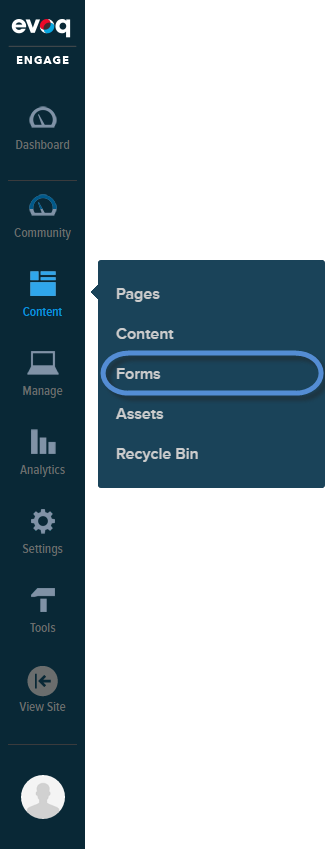 evoq
ENGAGE
Dashboard
Community
Content
Manage
Analytics
Settings
Tools
View Site
Pages
Content
Forms
Assets
Recycle Bin